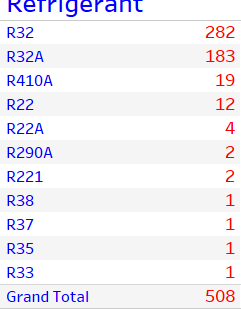 Refrigerant
R32 282
R32A 183
R410A 19
R22 12
R22A 4
R290A 2
R221 2
R38 1
R37 1
R35 1
R33 1
Grand Total 508